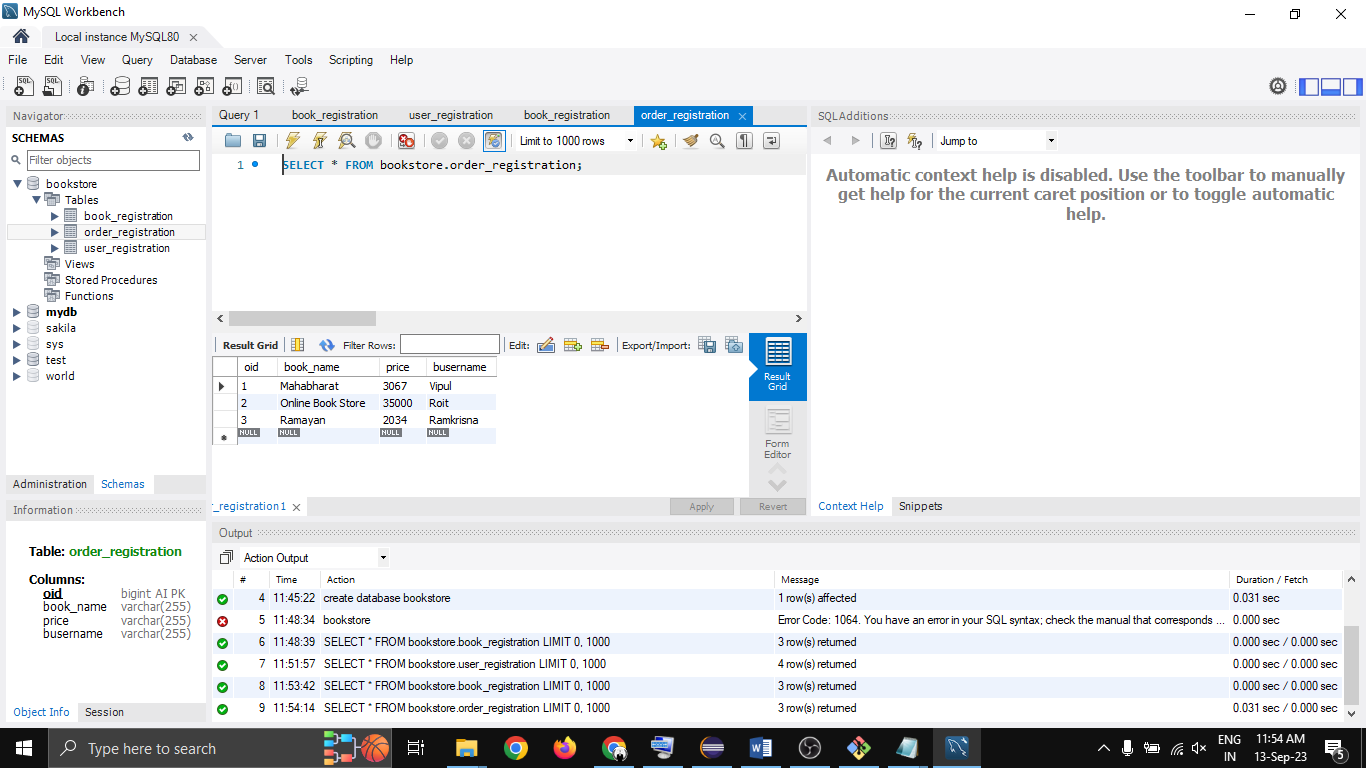 MySQL Workbench
Local instance MySQL80
File Edit View Query Database Server Tools Scripting Help
Navigator
SCHEMAS
Filter objects
bookstore
Tables
book_registration
order_registration
user_registration
Views
Stored Procedures
Functions
mydb
sakila
sys
test
world
Administration Schemas
Information
Table: order_registration
Columns:
oid bigint AI PK
book_name varchar(255)
price varchar(255)
busername varchar(255)
Object Info Session
Query 1 book_registration user_registration book_registration order_registration
Limit to 1000 rows
1 SELECT * FROM bookstore.order_registration;
Result Grid Filter Rows: Edit: Export/Import:
oid book_name price busername
1 Mahabharat 3067 Vipul
2 Online Book Store 35000 Roit
3 Ramayan 2034 Ramkrisna
NULL NULL NULL NULL
Result
Grid
Form
Editor
r_registration 1 Apply Revert
SQLAdditions
Jump to
Automatic context help is disabled. Use the toolbar to manually
get help for the current caret position or to toggle automatic
help.
Context Help Snippets
Output
Action Output
# Time Action Message Duration / Fetch
4 11:45:22 create database bookstore 1 row(s) affected 0.031 sec
5 11:48:34 bookstore Error Code: 1064. You have an error in your SQL syntax; check the manual that corresponds ... 0.000 sec
6 11:48:39 SELECT * FROM bookstore.book_registration LIMIT 0, 1000 3 row(s) returned 0.000 sec / 0.000 sec
7 11:51:57 SELECT * FROM bookstore.user_registration LIMIT 0, 1000 4 row(s) returned 0.000 sec / 0.000 sec
8 11:53:42 SELECT * FROM bookstore.book_registration LIMIT 0, 1000 3 row(s) returned 0.000 sec / 0.000 sec
9 11:54:14 SELECT * FROM bookstore.order_registration LIMIT 0, 1000 3 row(s) returned 0.031 sec / 0.000 sec
Type here to search
ENG
IN
11:54 AM
13-Sep-23
5